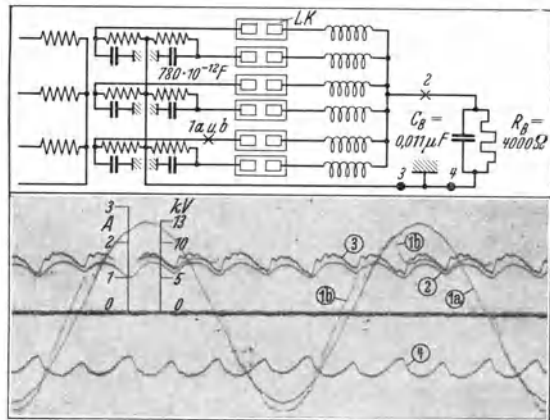 LK
780·10⁻¹²F
1a u. b
2
C_B =
0,011 μF
R_B =
4000Ω
3
4
3
A
2
1
0
kV
13
10
5
0
3
1b
2
1b
1a
4